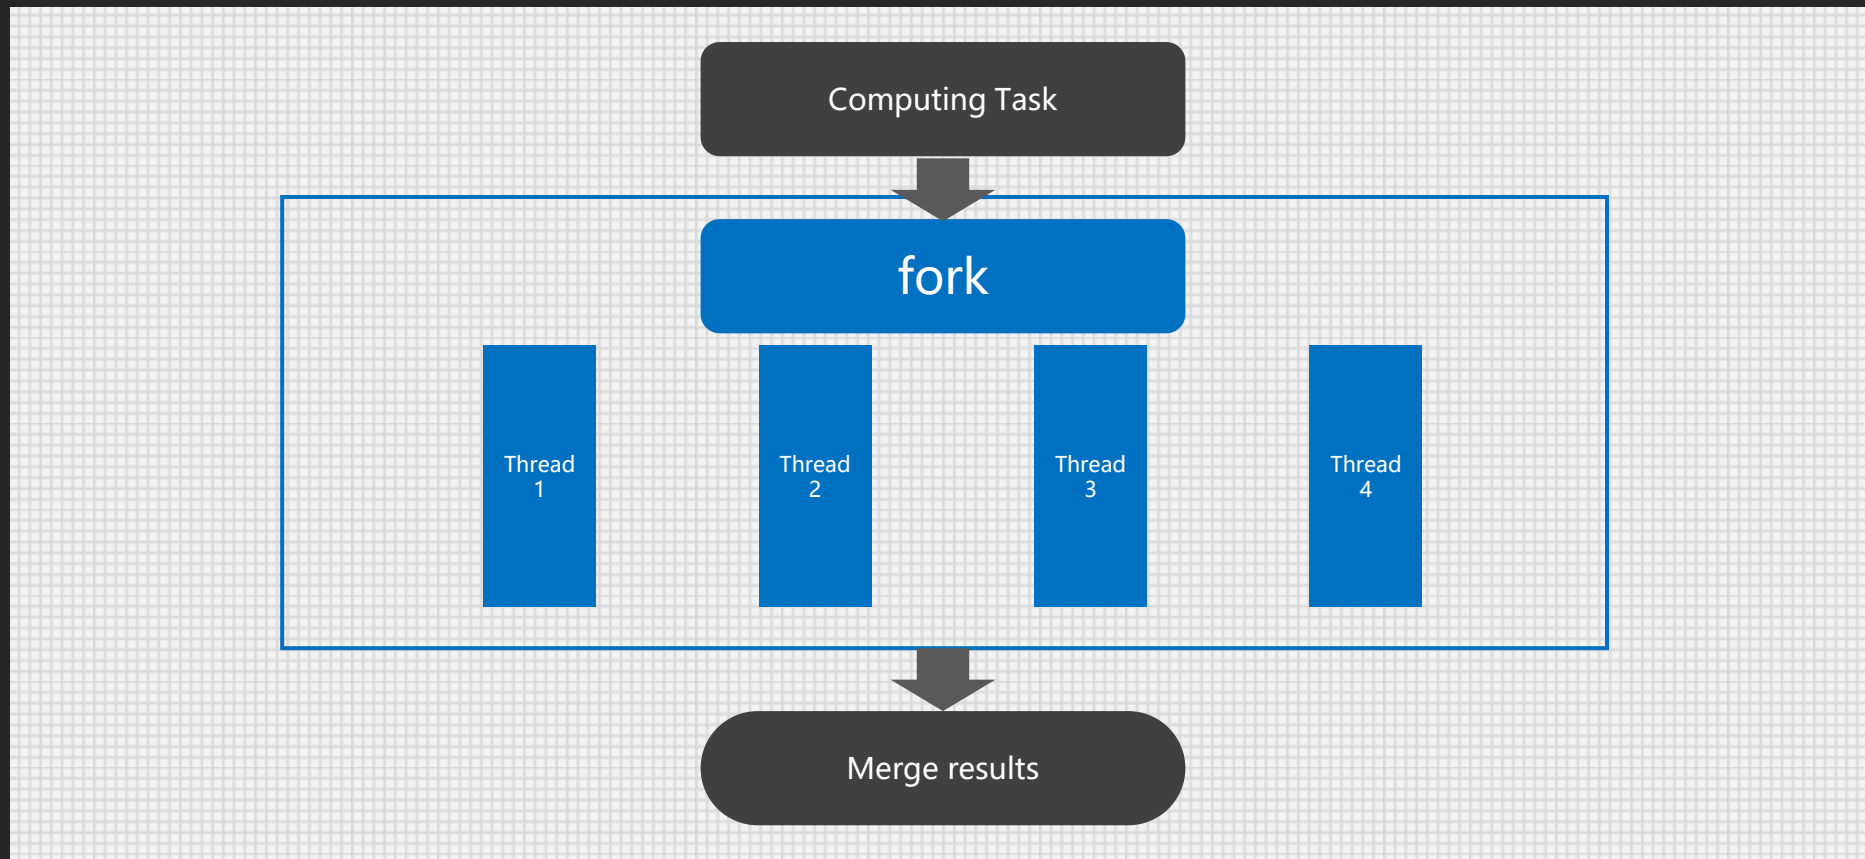 Computing Task
fork
Thread
1
Thread
2
Thread
3
Thread
4
Merge results